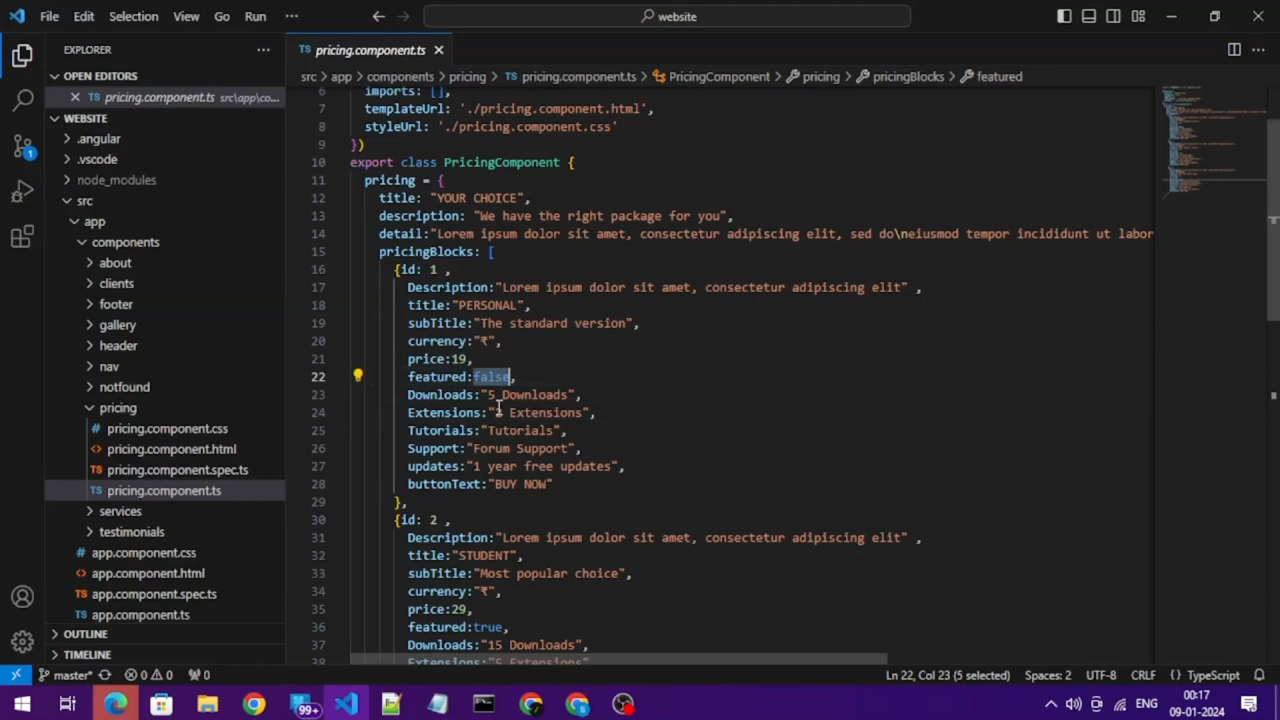 File Edit Selection View Go Run ··· website
EXPLORER ···
pricing.component.ts
OPEN EDITORS
pricing.component.ts src\app\co...
WEBSITE
.angular
.vscode
node_modules
src
app
components
about
clients
footer
gallery
header
nav
notfound
pricing
pricing.component.css
pricing.component.html
pricing.component.spec.ts
pricing.component.ts
services
testimonials
app.component.css
app.component.html
app.component.spec.ts
app.component.ts
OUTLINE
TIMELINE
src > app > components > pricing > TS pricing.component.ts > PricingComponent > pricing > pricingBlocks > featured
6 imports: [],
7 templateUrl: './pricing.component.html',
8 styleUrl: './pricing.component.css'
9 })
10 export class PricingComponent {
11 pricing = {
12 title: "YOUR CHOICE",
13 description: "We have the right package for you",
14 detail:"Lorem ipsum dolor sit amet, consectetur adipiscing elit, sed do\neiusmod tempor incididunt ut labor
15 pricingBlocks: [
16 {id: 1 ,
17 Description:"Lorem ipsum dolor sit amet, consectetur adipiscing elit" ,
18 title:"PERSONAL",
19 subTitle:"The standard version",
20 currency:"₹",
21 price:19,
22 featured:false,
23 Downloads:"5 Downloads",
24 Extensions:"2 Extensions",
25 Tutorials:"Tutorials",
26 Support:"Forum Support",
27 updates:"1 year free updates",
28 buttonText:"BUY NOW"
29 },
30 {id: 2 ,
31 Description:"Lorem ipsum dolor sit amet, consectetur adipiscing elit" ,
32 title:"STUDENT",
33 subTitle:"Most popular choice",
34 currency:"₹",
35 price:29,
36 featured:true,
37 Downloads:"15 Downloads",
38 Extensions:"5 Extensions"
master* 0 0 0 Ln 22, Col 23 (5 selected) Spaces: 2 UTF-8 CRLF {} TypeScript
1
99+
ENG
00:17
09-01-2024